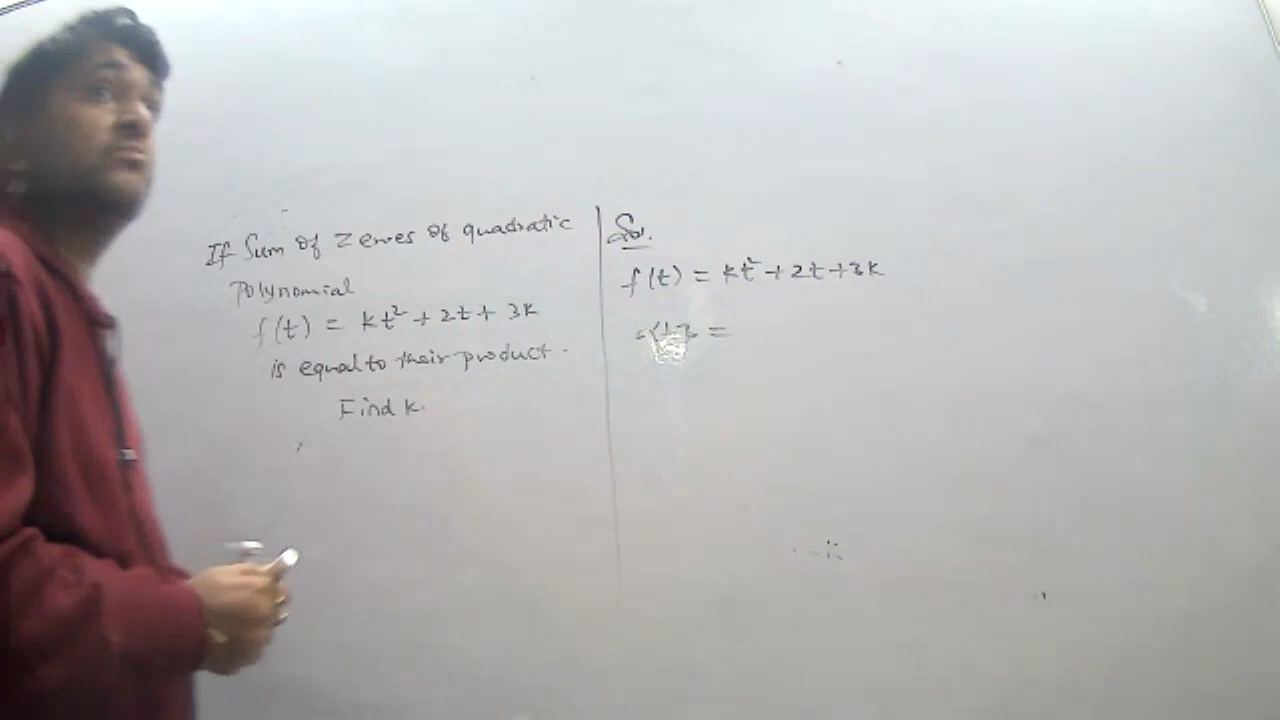 If Sum of Zeroes of quadratic
Polynomial
f(t) = kt² + 2t + 3k
is equal to their product.
Find k.
Sol.
f(t) = kt² + 2t + 3k
α + β =